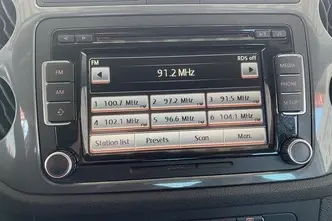 FM RDS off
FM 91.2 MHz MEDIA
AM PHONE
1 100.7 MHz 2 97.2 MHz 3 91.5 MHz SETUP
4 102.1 MHz 5 96.6 MHz 6 104.1 MHz
Station list Presets Scan Man.